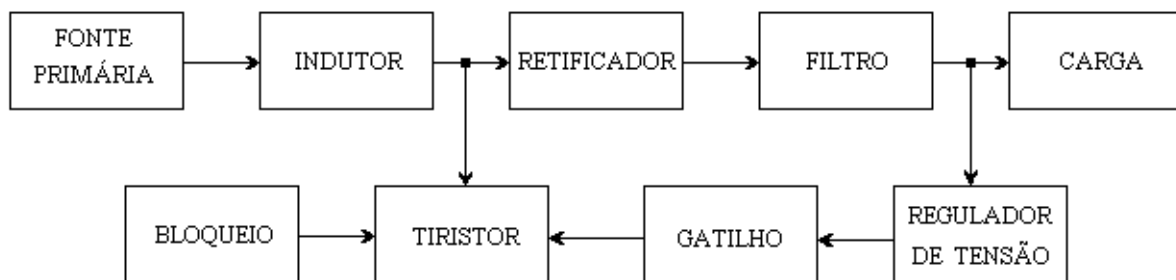 FONTE
PRIMÁRIA
INDUTOR
RETIFICADOR
FILTRO
CARGA
BLOQUEIO
TIRISTOR
GATILHO
REGULADOR
DE TENSÃO